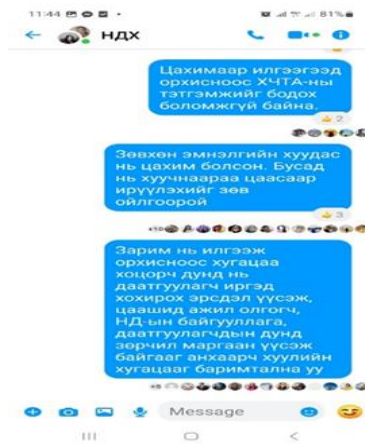 11:44
81%
НДХ
Цахимаар илгээгээд
орхисноос ХЧТА-ны
тэтгэмжийг бодох
боломжгүй байна.
2
Зөвхөн эмнэлгийн хуудас
нь цахим болсон. Бусад
нь хуучнаараа цаасаар
ирүүлэхийг зөв
ойлгоорой
3
Зарим нь илгээж
орхисноос хугацаа
хоцорч дунд нь
даатгуулагч иргэд
хохирох эрсдэл үүсэж,
цаашид ажил олгогч,
НД-ын байгууллага,
даатгуулагчдын дунд
зөрчил маргаан үүсэж
байгааг анхаарч хуулийн
хугацааг баримтална уу
Message